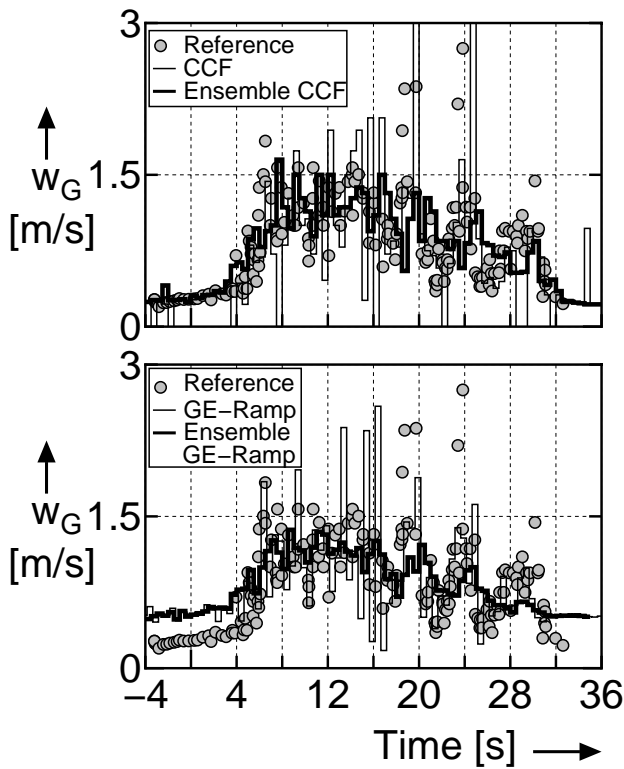 3
Reference
CCF
Ensemble CCF
w_G 1.5
[m/s]
0
3
Reference
GE−Ramp
Ensemble
GE−Ramp
w_G 1.5
[m/s]
0
−4 4 12 20 28 36
Time [s]